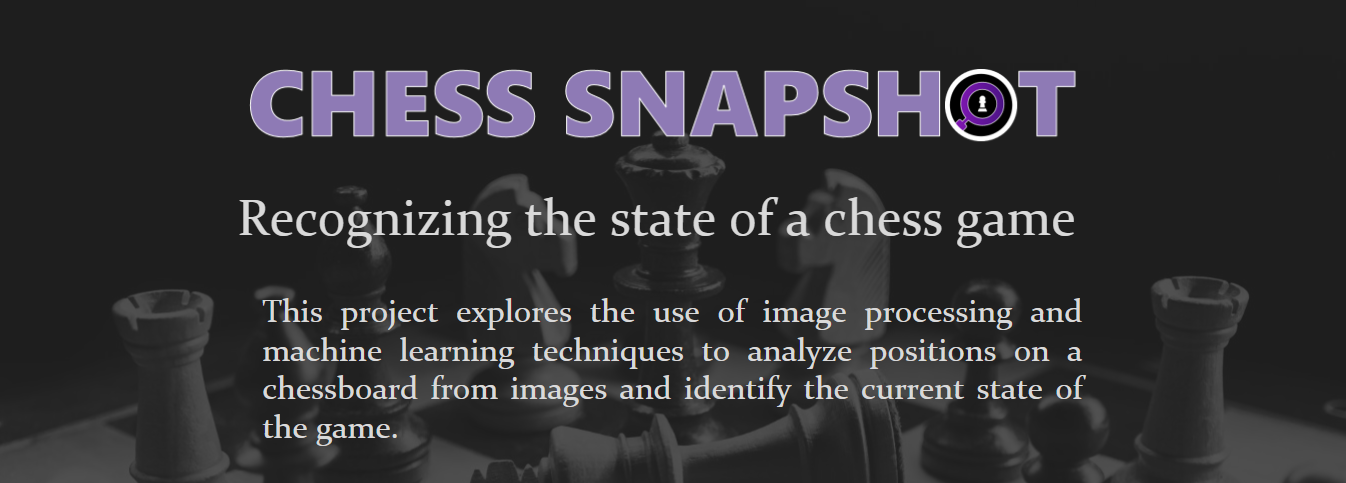 CHESS SNAPSHOT
Recognizing the state of a chess game
This project explores the use of image processing and
machine learning techniques to analyze positions on a
chessboard from images and identify the current state of
the game.